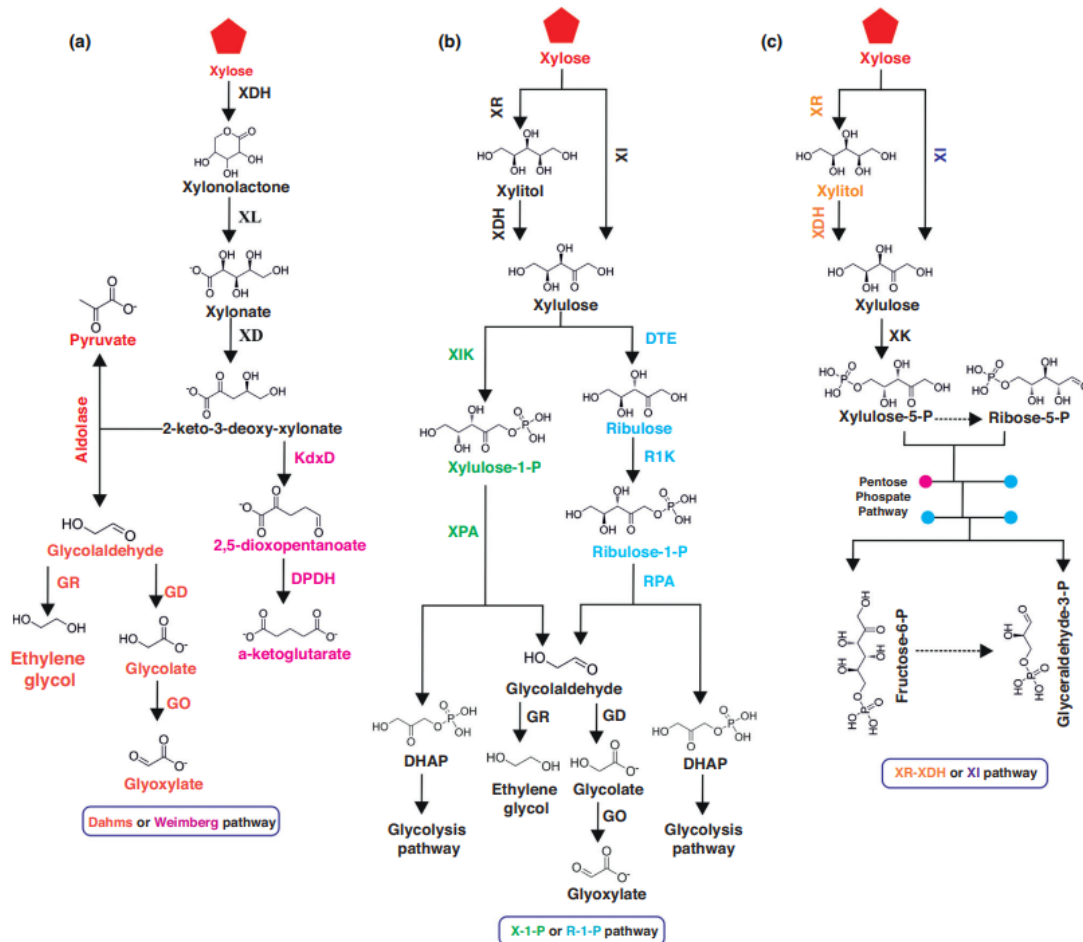 (a)
Xylose
XDH
Xylonolactone
XL
Xylonate
XD
Pyruvate
Aldolase
2-keto-3-deoxy-xylonate
KdxD
2,5-dioxopentanoate
DPDH
a-ketoglutarate
Glycolaldehyde
GR
GD
Ethylene
glycol
Glycolate
GO
Glyoxylate
Dahms or Weimberg pathway
(b)
Xylose
XR
XI
Xylitol
XDH
Xylulose
XIK
DTE
Xylulose-1-P
Ribulose
R1K
XPA
Ribulose-1-P
RPA
Glycolaldehyde
GR
GD
DHAP
Ethylene
glycol
Glycolate
DHAP
Glycolysis
pathway
GO
Glycolysis
pathway
Glyoxylate
X-1-P or R-1-P pathway
(c)
Xylose
XR
XI
Xylitol
XDH
Xylulose
XK
Xylulose-5-P
Ribose-5-P
Pentose
Phospate
Pathway
Fructose-6-P
Glyceraldehyde-3-P
XR-XDH or XI pathway